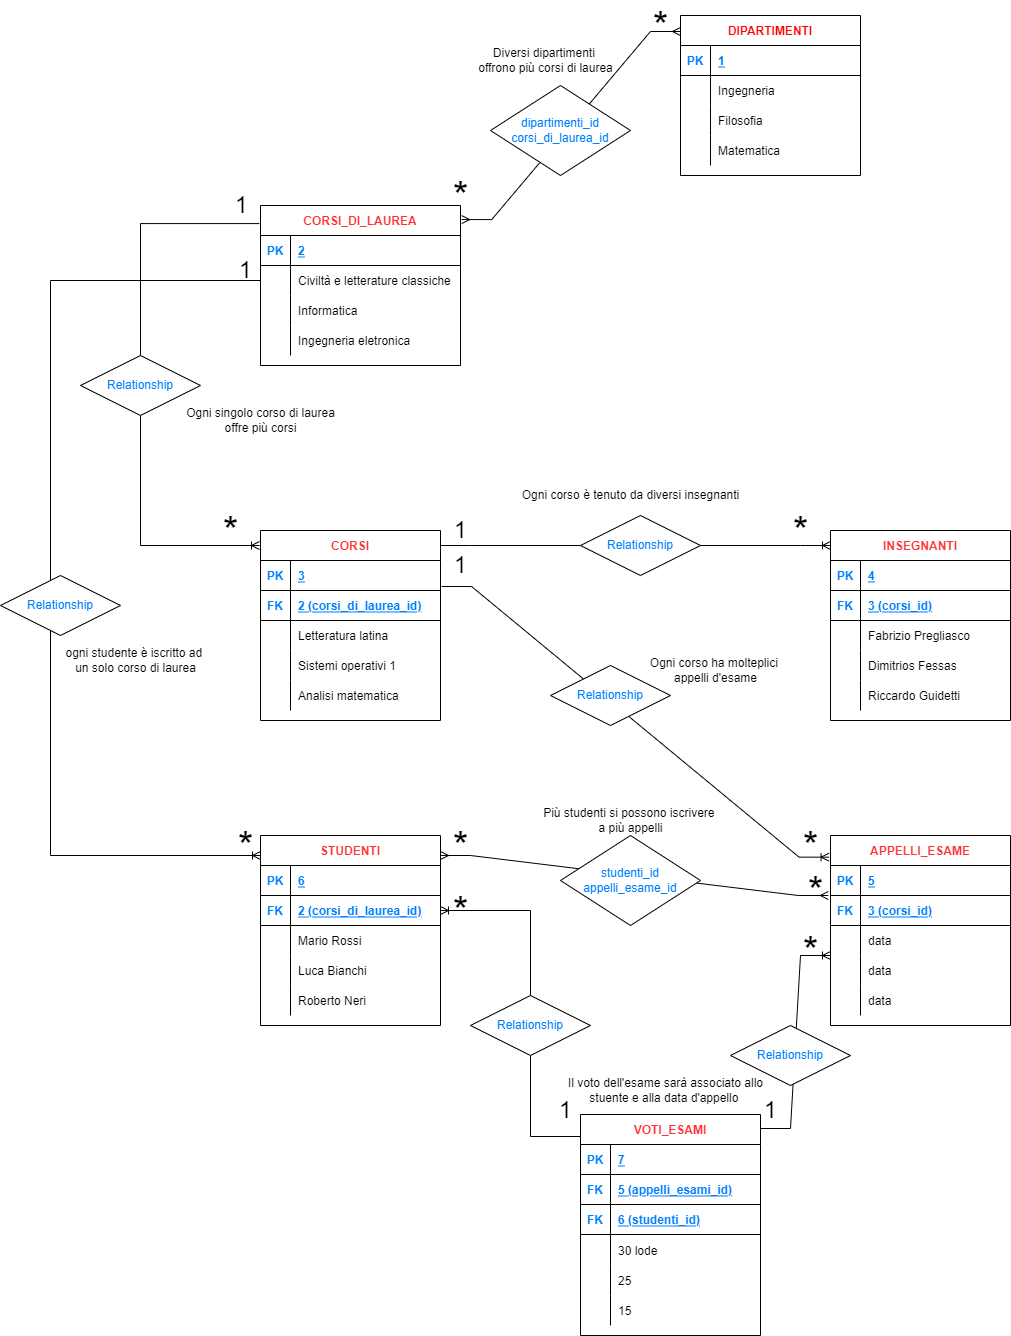 *
DIPARTIMENTI
PK 1
Ingegneria
Filosofia
Matematica
Diversi dipartimenti
offrono più corsi di laurea
dipartimenti_id
corsi_di_laurea_id
*
1
CORSI_DI_LAUREA
PK 2
1
Civiltà e letterature classiche
Informatica
Ingegneria eletronica
Relationship
Ogni singolo corso di laurea
offre più corsi
*
CORSI
PK 3
FK 2 (corsi_di_laurea_id)
Letteratura latina
Sistemi operativi 1
Analisi matematica
Ogni corso è tenuto da diversi insegnanti
1
Relationship
*
INSEGNANTI
PK 4
FK 3 (corsi_id)
Fabrizio Pregliasco
Dimitrios Fessas
Riccardo Guidetti
1
Relationship
ogni studente è iscritto ad
un solo corso di laurea
Ogni corso ha molteplici
appelli d'esame
Relationship
*
*
STUDENTI
PK 6
FK 2 (corsi_di_laurea_id)
Mario Rossi
Luca Bianchi
Roberto Neri
Più studenti si possono iscrivere
a più appelli
*
studenti_id
appelli_esame_id
*
APPELLI_ESAME
PK 5
FK 3 (corsi_id)
data
data
data
*
*
Relationship
Relationship
Il voto dell'esame sarà associato allo
stuente e alla data d'appello
1
1
VOTI_ESAMI
PK 7
FK 5 (appelli_esami_id)
FK 6 (studenti_id)
30 lode
25
15